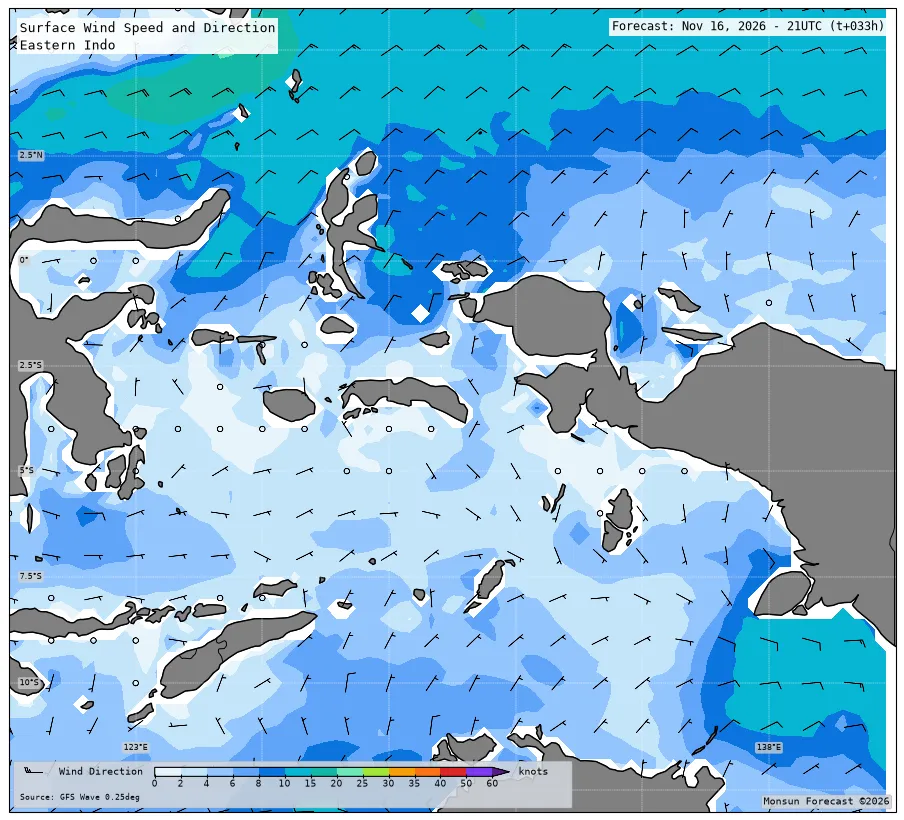 Surface Wind Speed and Direction
Eastern Indo
Forecast: Nov 16, 2026 - 21UTC (t+033h)
2.5°N
0°
2.5°S
5°S
7.5°S
10°S
123°E
138°E
Wind Direction
knots
0 2 4 6 8 10 15 20 25 30 35 40 50 60
Source: GFS Wave 0.25deg
Monsun Forecast ©2026